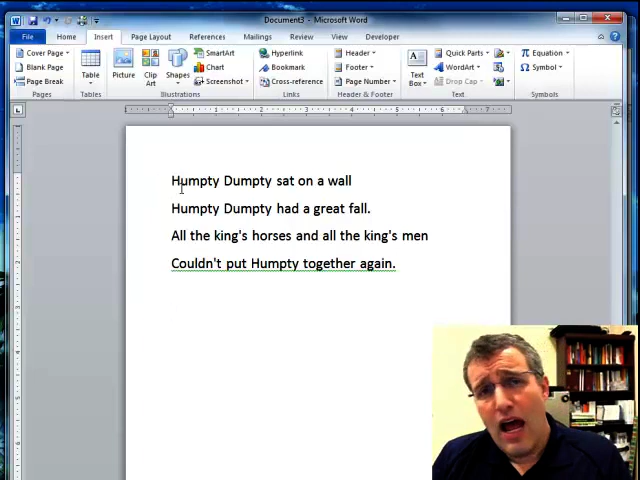 Document3 - Microsoft Word
File Home Insert Page Layout References Mailings Review View Developer
Cover Page
Blank Page
Page Break
Pages
Table
Tables
Picture
Clip Art
Shapes
SmartArt
Chart
Screenshot
Illustrations
Hyperlink
Bookmark
Cross-reference
Links
Header
Footer
Page Number
Header & Footer
Text Box
Quick Parts
WordArt
Drop Cap
Text
Equation
Symbol
Symbols
Humpty Dumpty sat on a wall
Humpty Dumpty had a great fall.
All the king's horses and all the king's men
Couldn't put Humpty together again.